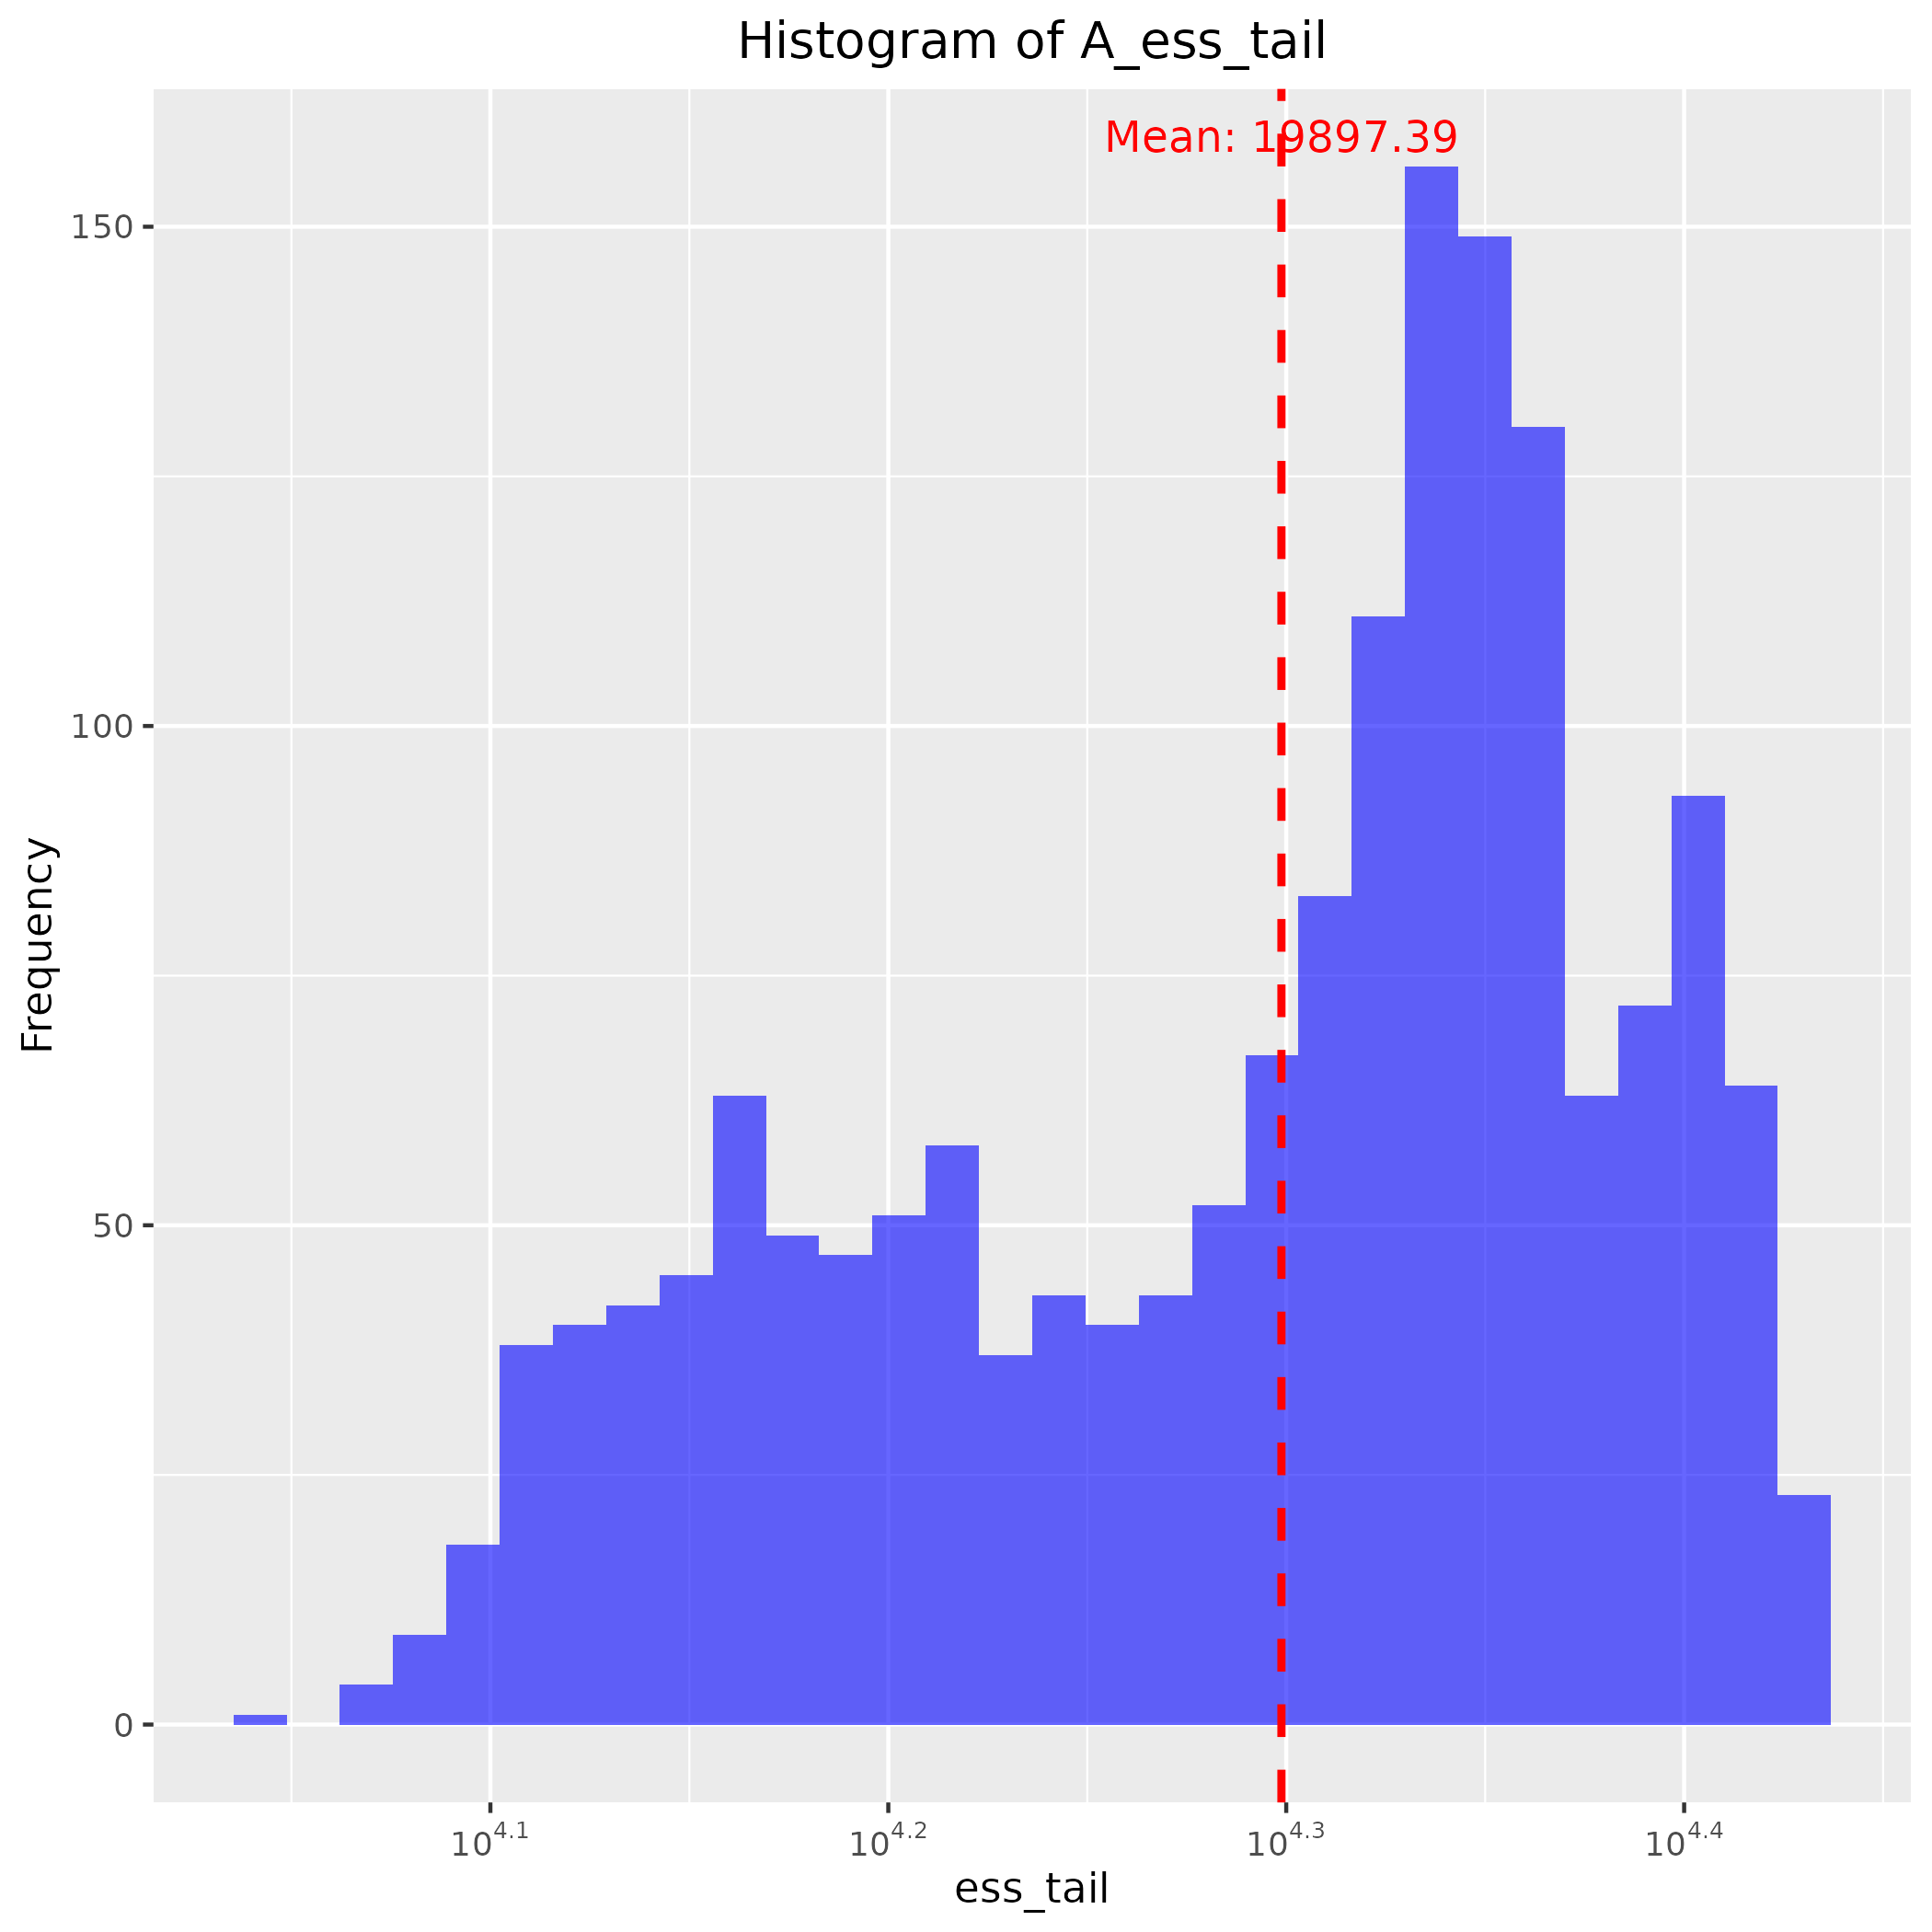 Histogram of A_ess_tail
Mean: 19897.39
150
100
50
0
Frequency
10^4.1 10^4.2 10^4.3 10^4.4
ess_tail